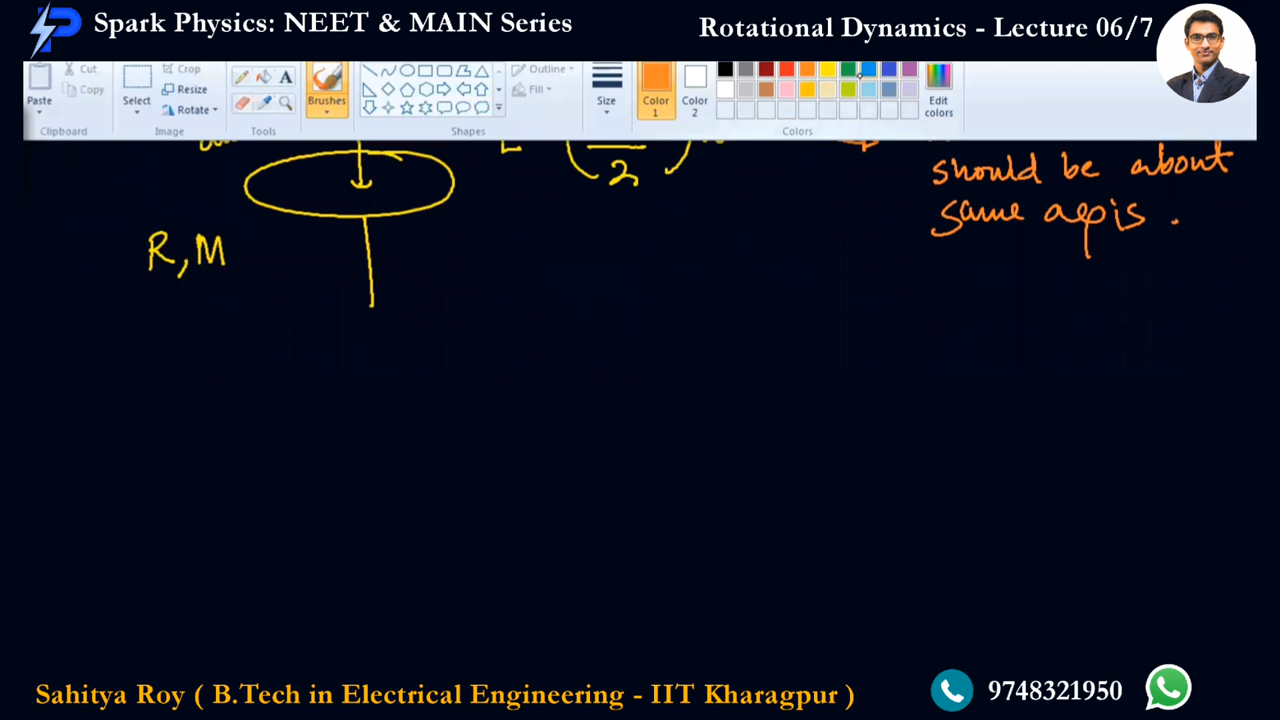 Spark Physics: NEET & MAIN Series
Rotational Dynamics - Lecture 06/7
Cut
Copy
Paste
Clipboard
Select
Crop
Resize
Rotate
Image
A
Tools
Brushes
Outline
Fill
Shapes
Size
Color 1
Color 2
Edit colors
Colors
2
should be about
same axis .
R, M
Sahitya Roy ( B.Tech in Electrical Engineering - IIT Kharagpur )
9748321950